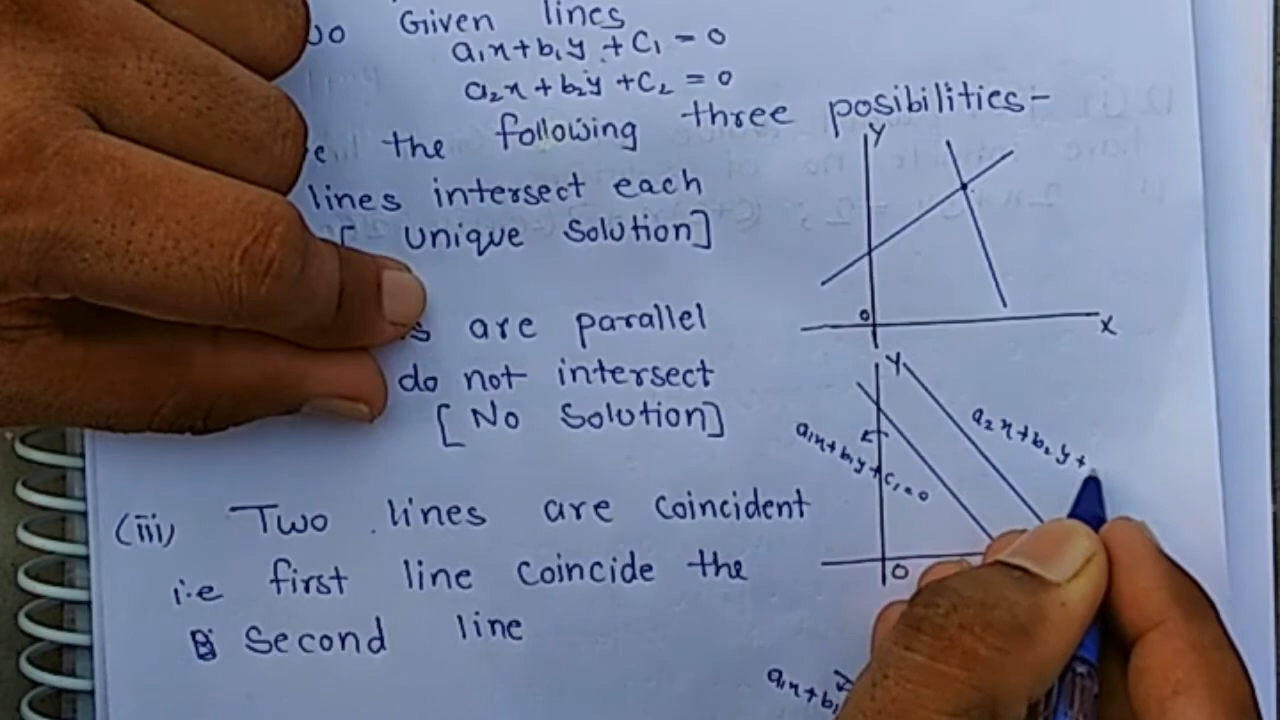 Given lines
a₁x+b₁y+C₁=0
a₂x+b₂y+C₂=0
the following three posibilities-
lines intersect each
[ Unique Solution]
are parallel
do not intersect
[No Solution]
(iii) Two lines are Coincident
i.e first line Coincide the
Second line
Y
O
X
Y
a₁x+b₁y+c₁=0
a₂x+b₂y+
O
a₁x+b₁